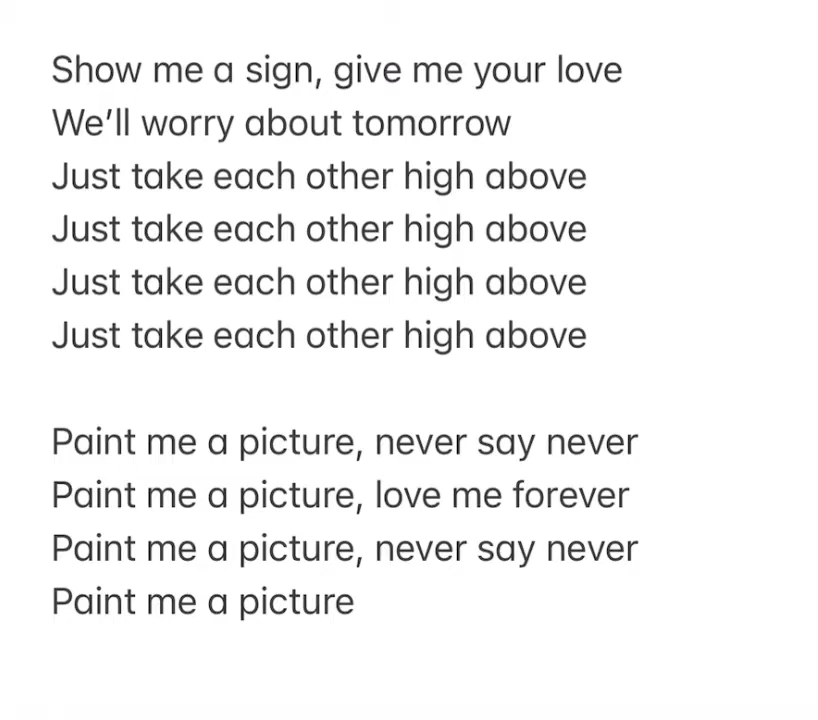 Show me a sign, give me your love
We'll worry about tomorrow
Just take each other high above
Just take each other high above
Just take each other high above
Just take each other high above
Paint me a picture, never say never
Paint me a picture, love me forever
Paint me a picture, never say never
Paint me a picture